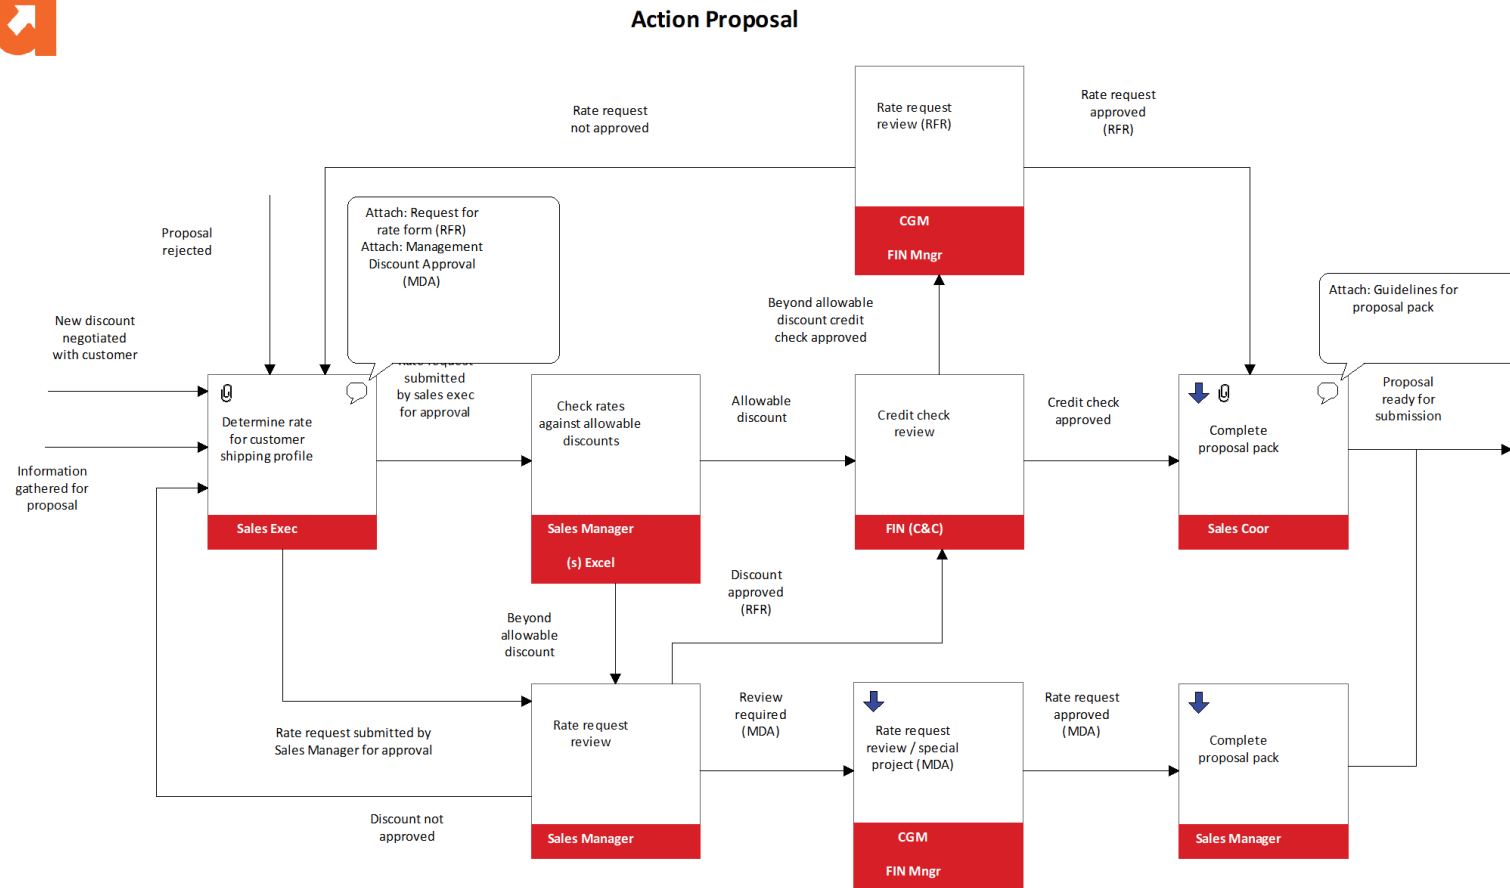 Action Proposal
Rate request
not approved
Rate request
review (RFR)
CGM
FIN Mngr
Rate request
approved
(RFR)
Proposal
rejected
Attach: Request for
rate form (RFR)
Attach: Management
Discount Approval
(MDA)
Attach: Guidelines for
proposal pack
New discount
negotiated
with customer
Beyond allowable
discount credit
check approved
submitted
by sales exec
for approval
Determine rate
for customer
shipping profile
Sales Exec
Check rates
against allowable
discounts
Sales Manager
(s) Excel
Allowable
discount
Credit check
review
FIN (C&C)
Credit check
approved
Complete
proposal pack
Sales Coor
Proposal
ready for
submission
Information
gathered for
proposal
Beyond
allowable
discount
Discount
approved
(RFR)
Rate request submitted by
Sales Manager for approval
Rate request
review
Sales Manager
Review
required
(MDA)
Rate request
review / special
project (MDA)
CGM
FIN Mngr
Rate request
approved
(MDA)
Complete
proposal pack
Sales Manager
Discount not
approved